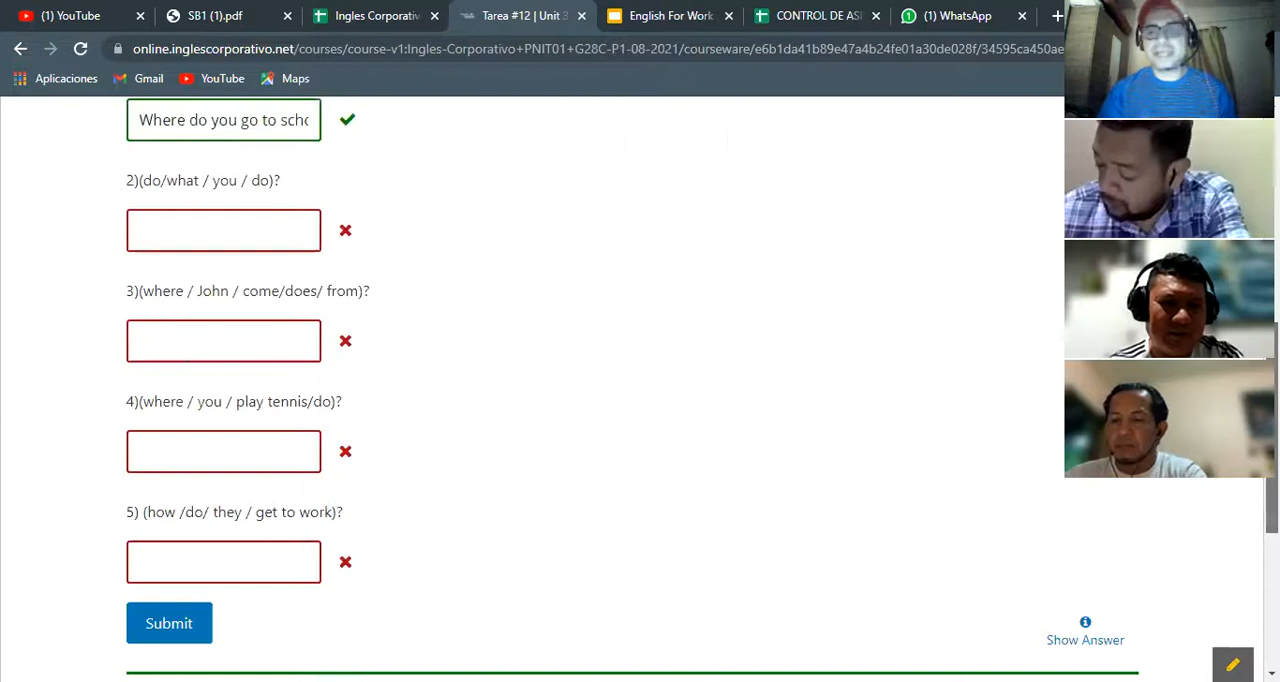 (1) YouTube
SB1 (1).pdf
Ingles Corporativ
Tarea #12 | Unit 3
English For Work
CONTROL DE ASI
(1) WhatsApp
online.inglescorporativo.net/courses/course-v1:Ingles-Corporativo+PNIT01+G28C-P1-08-2021/courseware/e6b1da41b89e47a4b24fe01a30de028f/34595ca450ae
Aplicaciones Gmail YouTube Maps
Where do you go to scho
2)(do/what / you / do)?
3)(where / John / come/does/ from)?
4)(where / you / play tennis/do)?
5) (how /do/ they / get to work)?
Submit
Show Answer